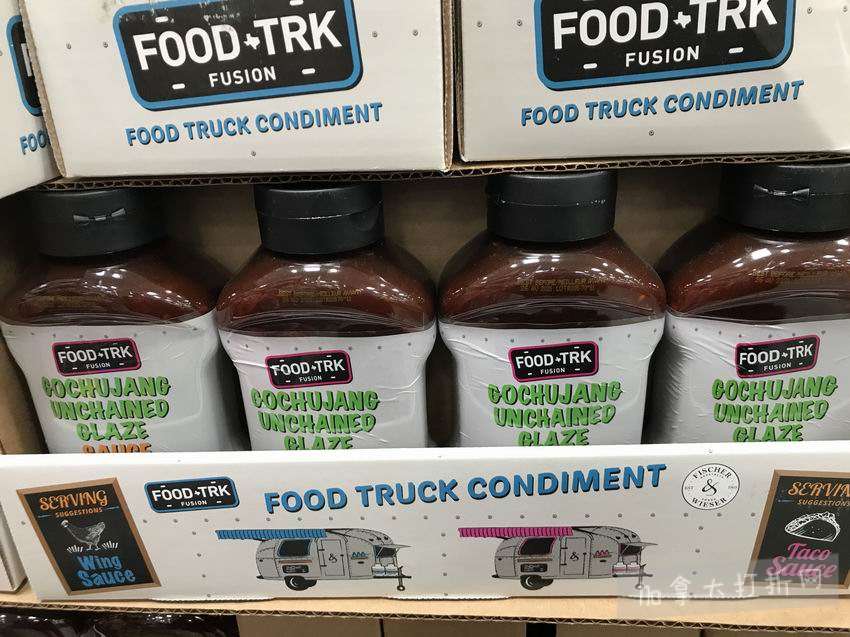 FOOD TRK
FUSION
FOOD TRUCK CONDIMENT
FOOD TRK
FUSION
FOOD TRUCK CONDIMENT
FOO
FOOD TRK
FUSION
GOCHUJANG
UNCHAINED
GLAZE
SAUCE
FOOD TRK
FUSION
GOCHUJANG
UNCHAINED
GLAZE
FOOD TRK
FUSION
GOCHUJANG
UNCHAINED
GLAZE
FOOD TRK
FUSION
GOCHUJANG
UNCHAINED
GLAZE
SERVING
SUGGESTIONS
Wing
Sauce
FOOD TRK
FUSION
FOOD TRUCK CONDIMENT
FISCHER
&
WIESER
SERVIN
SUGGESTIONS
Taco
Sauce
加拿大打折网